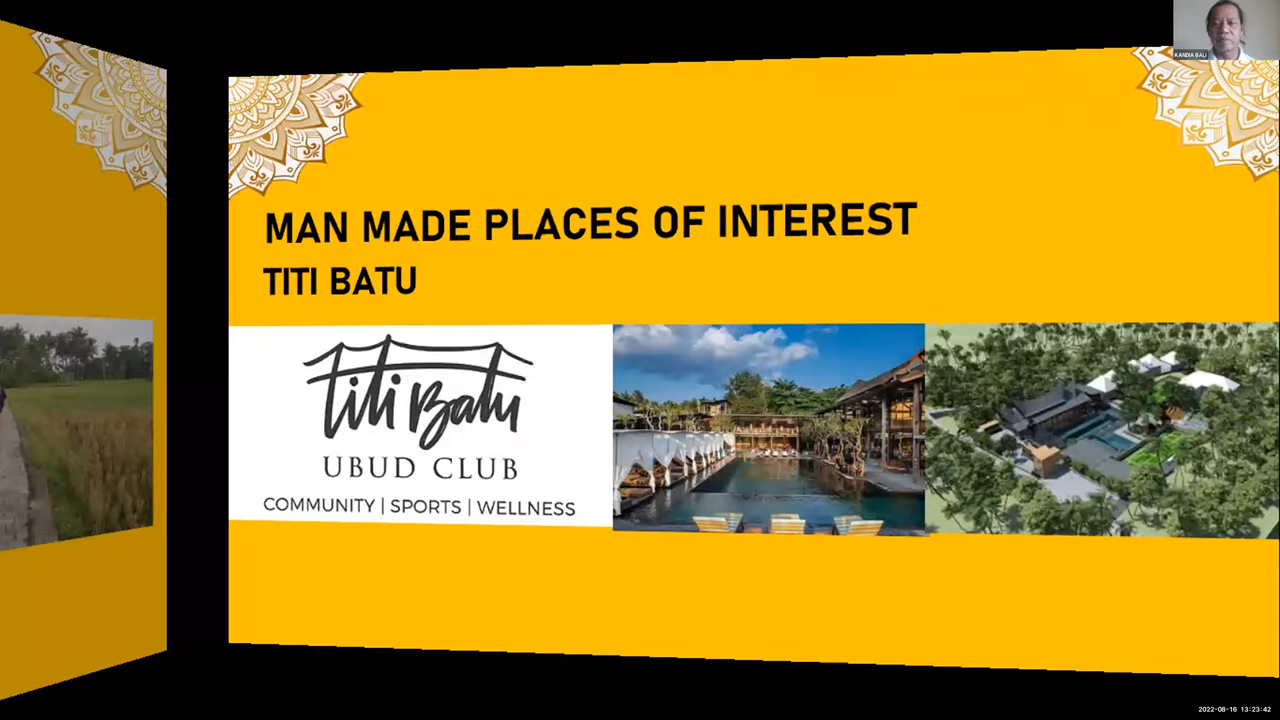 KANDIA BALI
MAN MADE PLACES OF INTEREST
TITI BATU
Titi Batu
UBUD CLUB
COMMUNITY | SPORTS | WELLNESS
2022-08-16 13:23:42